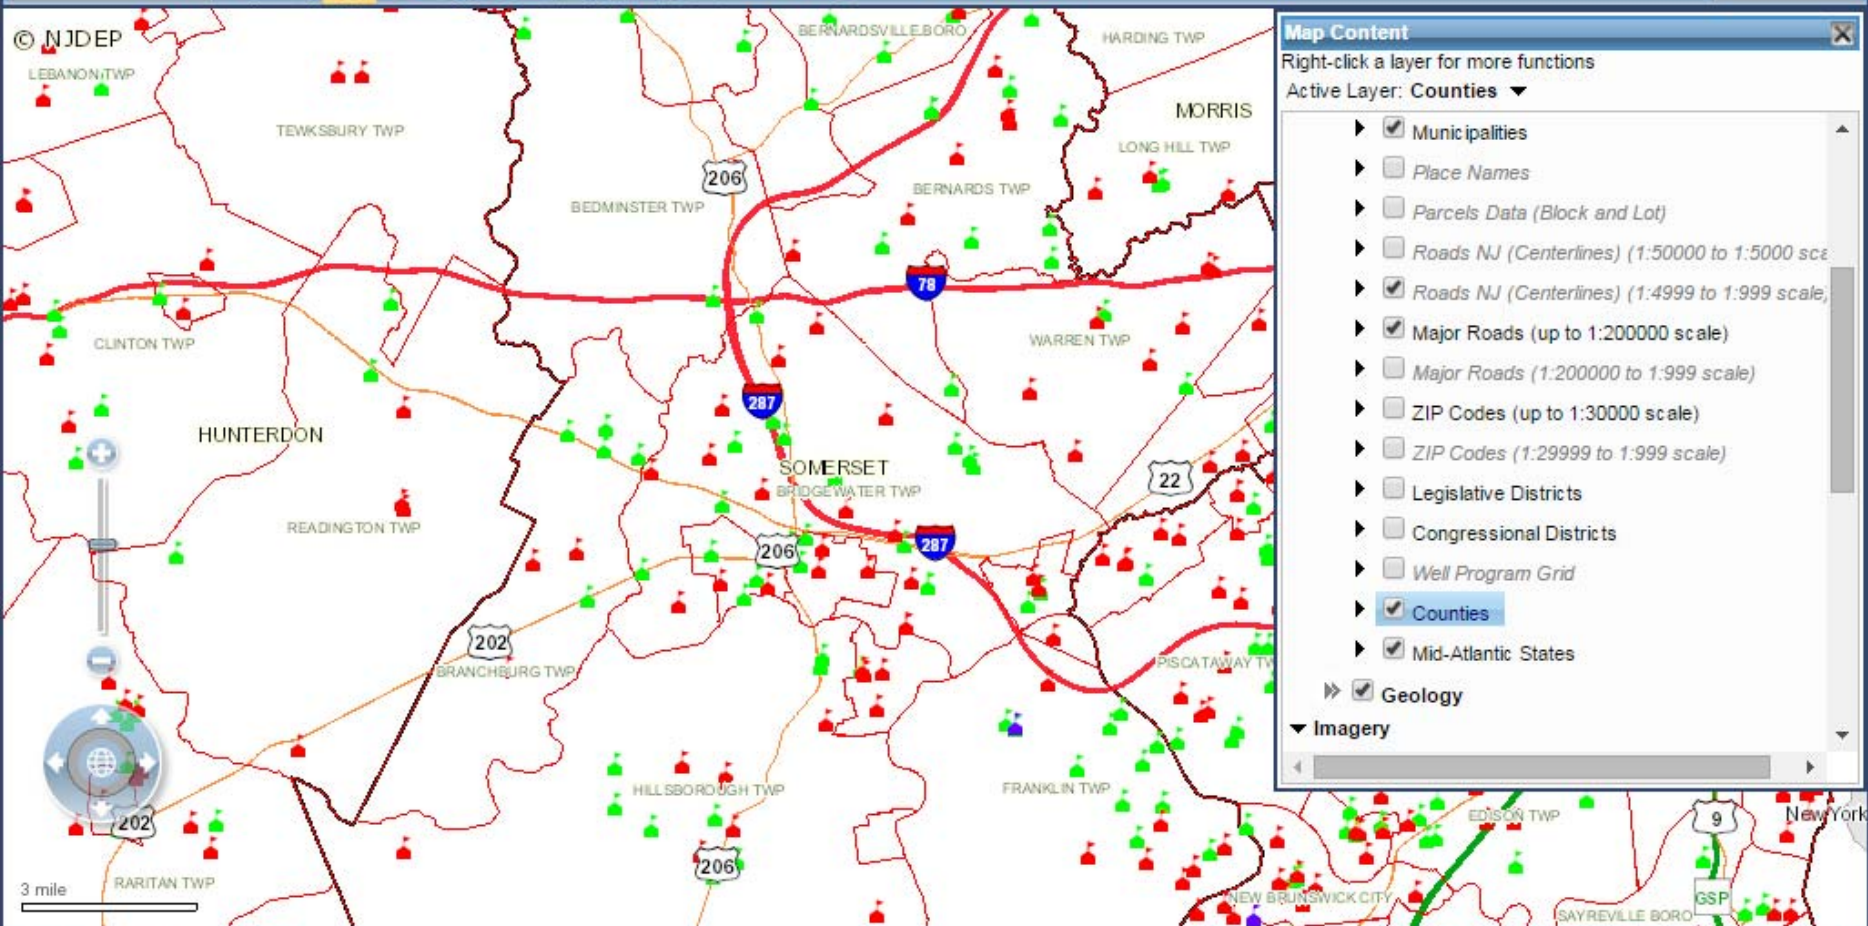 © NJDEP
LEBANON TWP
TEWKSBURY TWP
BERNARDSVILLE BORO
HARDING TWP
MORRIS
LONG HILL TWP
206
BEDMINSTER TWP
BERNARDS TWP
78
CLINTON TWP
WARREN TWP
287
HUNTERDON
SOMERSET
BRIDGEWATER TWP
22
READINGTON TWP
206
287
202
BRANCHBURG TWP
PISCATAWAY TW
HILLSBOROUGH TWP
FRANKLIN TWP
202
206
RARITAN TWP
3 mile
EDISON TWP
9
New York
NEW BRUNSWICK CITY
GSP
SAYREVILLE BORO
Map Content
Right-click a layer for more functions
Active Layer: Counties
Municipalities
Place Names
Parcels Data (Block and Lot)
Roads NJ (Centerlines) (1:50000 to 1:5000 sca
Roads NJ (Centerlines) (1:4999 to 1:999 scale)
Major Roads (up to 1:200000 scale)
Major Roads (1:200000 to 1:999 scale)
ZIP Codes (up to 1:30000 scale)
ZIP Codes (1:29999 to 1:999 scale)
Legislative Districts
Congressional Districts
Well Program Grid
Counties
Mid-Atlantic States
Geology
Imagery